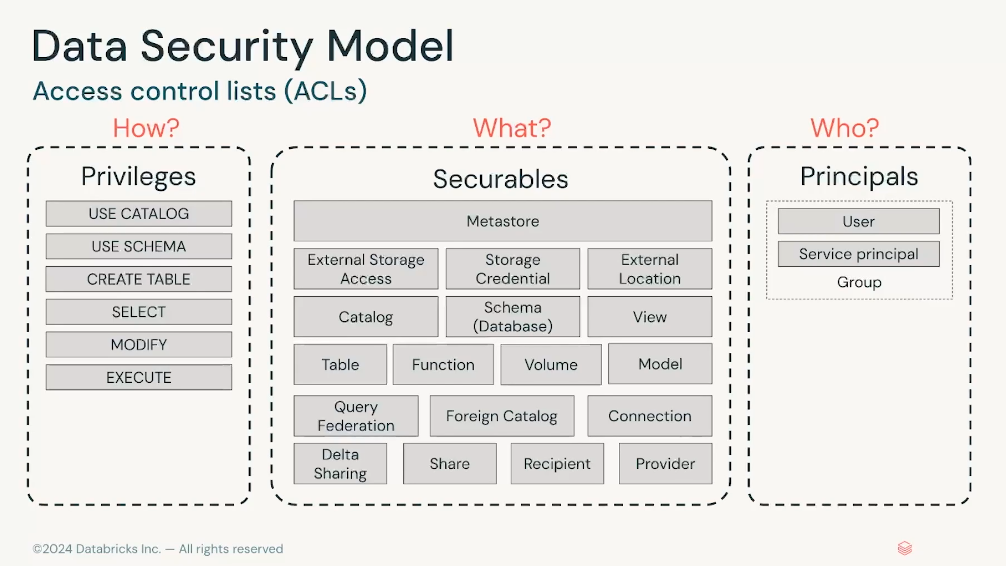 Data Security Model
Access control lists (ACLs)
How?
Privileges
USE CATALOG
USE SCHEMA
CREATE TABLE
SELECT
MODIFY
EXECUTE
What?
Securables
Metastore
External Storage
Access
Storage
Credential
External
Location
Catalog
Schema
(Database)
View
Table
Function
Volume
Model
Query
Federation
Foreign Catalog
Connection
Delta
Sharing
Share
Recipient
Provider
Who?
Principals
User
Service principal
Group
©2024 Databricks Inc. — All rights reserved